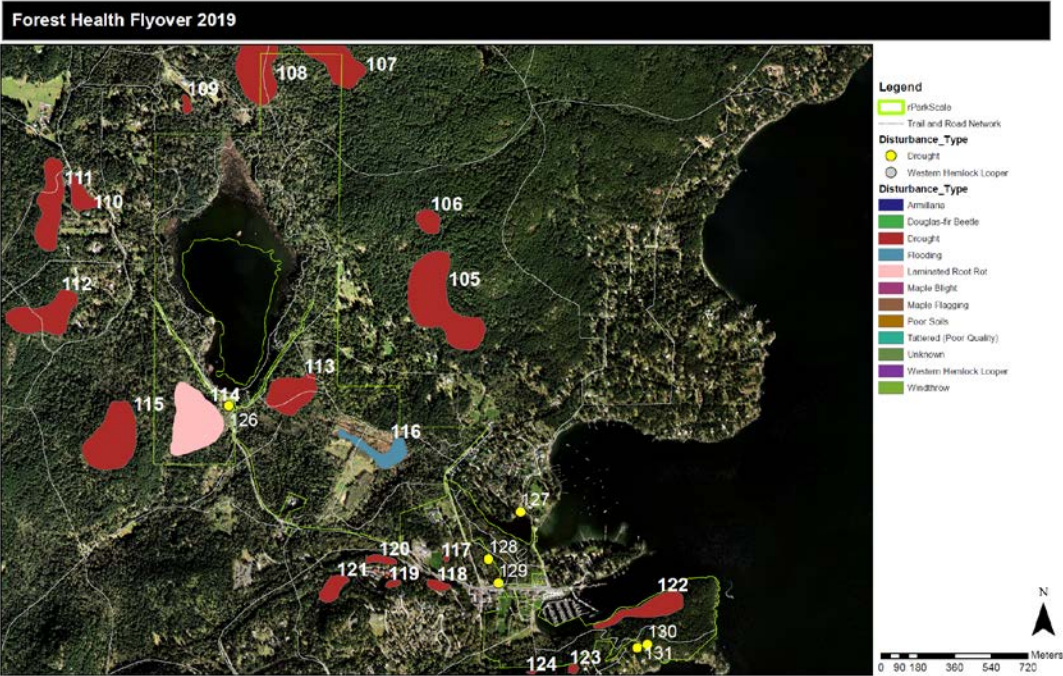 Forest Health Flyover 2019
107
108
109
111
110
106
105
112
113
114
126
115
116
127
128
129
120
117
121
119
118
122
130
131
123
124
Legend
rParkScale
Trail and Road Network
Disturbance_Type
Drought
Western Hemlock Looper
Disturbance_Type
Armillaria
Douglas-fir Beetle
Drought
Flooding
Laminated Root Rot
Maple Blight
Maple Flagging
Poor Soils
Tattered (Poor Quality)
Unknown
Western Hemlock Looper
Windthrow
N
Meters
0 90 180 360 540 720